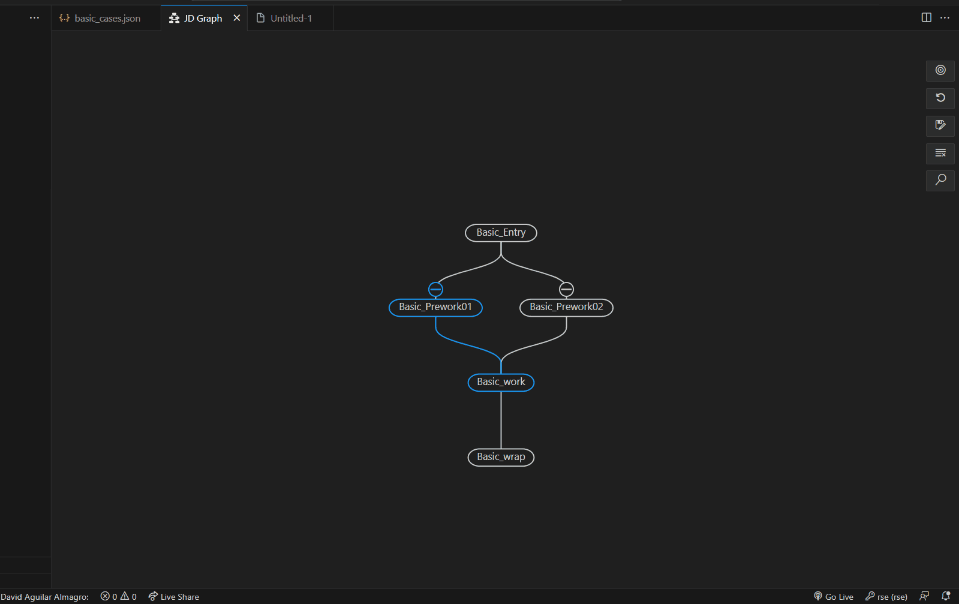 basic_cases.json
JD Graph
Untitled-1
Basic_Entry
Basic_Prework01
Basic_Prework02
Basic_work
Basic_wrap
David Aguilar Almagro:
0
0
Live Share
Go Live
rse (rse)